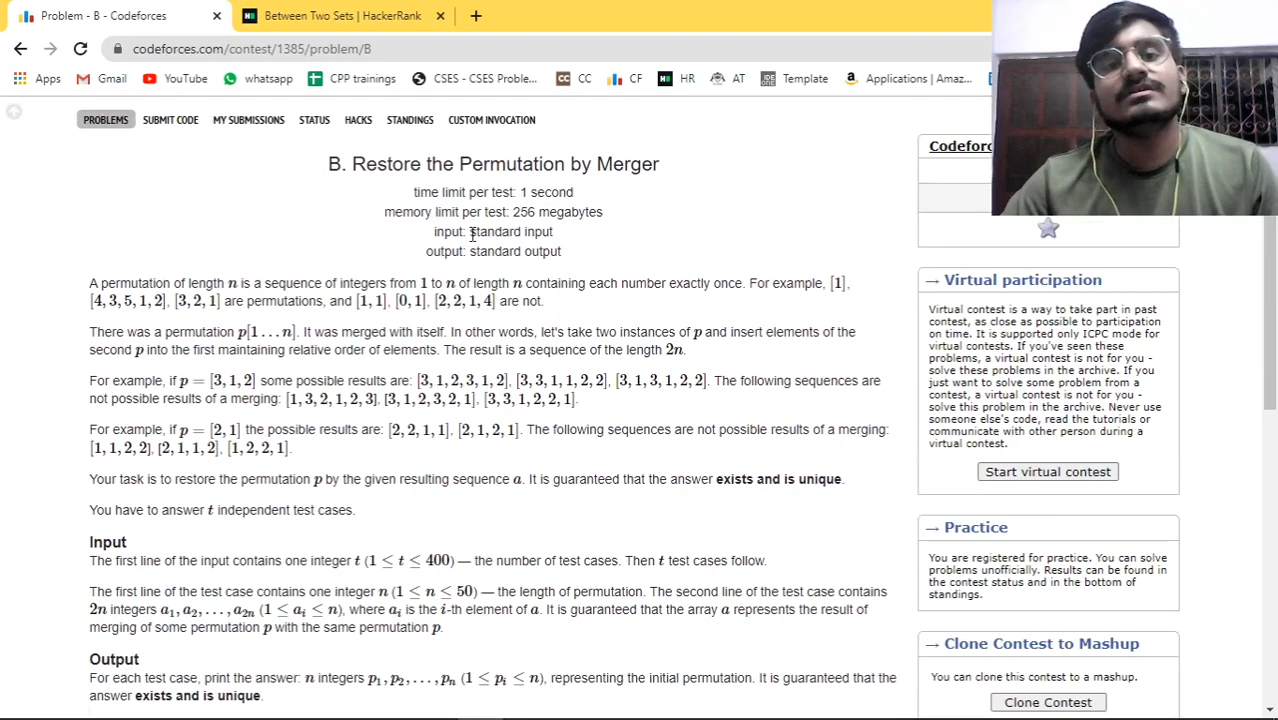 Problem - B - Codeforces
Between Two Sets | HackerRank
codeforces.com/contest/1385/problem/B
Apps Gmail YouTube whatsapp CPP trainings CSES - CSES Proble... CC CF HR AT Template Applications | Amaz...
PROBLEMS SUBMIT CODE MY SUBMISSIONS STATUS HACKS STANDINGS CUSTOM INVOCATION
B. Restore the Permutation by Merger
time limit per test: 1 second
memory limit per test: 256 megabytes
input: standard input
output: standard output
A permutation of length n is a sequence of integers from 1 to n of length n containing each number exactly once. For example, [1],
[4, 3, 5, 1, 2], [3, 2, 1] are permutations, and [1, 1], [0, 1], [2, 2, 1, 4] are not.
There was a permutation p[1 … n]. It was merged with itself. In other words, let's take two instances of p and insert elements of the
second p into the first maintaining relative order of elements. The result is a sequence of the length 2n.
For example, if p = [3, 1, 2] some possible results are: [3, 1, 2, 3, 1, 2], [3, 3, 1, 1, 2, 2], [3, 1, 3, 1, 2, 2]. The following sequences are
not possible results of a merging: [1, 3, 2, 1, 2, 3], [3, 1, 2, 3, 2, 1], [3, 3, 1, 2, 2, 1].
For example, if p = [2, 1] the possible results are: [2, 2, 1, 1], [2, 1, 2, 1]. The following sequences are not possible results of a merging:
[1, 1, 2, 2], [2, 1, 1, 2], [1, 2, 2, 1].
Your task is to restore the permutation p by the given resulting sequence a. It is guaranteed that the answer exists and is unique.
You have to answer t independent test cases.
Input
The first line of the input contains one integer t (1 ≤ t ≤ 400) — the number of test cases. Then t test cases follow.
The first line of the test case contains one integer n (1 ≤ n ≤ 50) — the length of permutation. The second line of the test case contains
2n integers a1, a2, …, a2n (1 ≤ ai ≤ n), where ai is the i-th element of a. It is guaranteed that the array a represents the result of
merging of some permutation p with the same permutation p.
Output
For each test case, print the answer: n integers p1, p2, …, pn (1 ≤ pi ≤ n), representing the initial permutation. It is guaranteed that the
answer exists and is unique.
Codeforc
→ Virtual participation
Virtual contest is a way to take part in past
contest, as close as possible to participation
on time. It is supported only ICPC mode for
virtual contests. If you've seen these
problems, a virtual contest is not for you -
solve these problems in the archive. If you
just want to solve some problem from a
contest, a virtual contest is not for you -
solve this problem in the archive. Never use
someone else's code, read the tutorials or
communicate with other person during a
virtual contest.
Start virtual contest
→ Practice
You are registered for practice. You can solve
problems unofficially. Results can be found
in the contest status and in the bottom of
standings.
→ Clone Contest to Mashup
You can clone this contest to a mashup.
Clone Contest